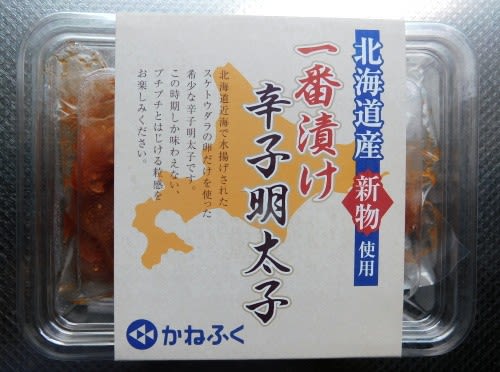 北海道産
新物
使用
一番漬け
辛子明太子
北海道近海で水揚げされた
スケトウダラの卵だけを使った
希少な辛子明太子です。
この時期しか味わえない、
プチプチとはじける粒感を
お楽しみください。
かねふく